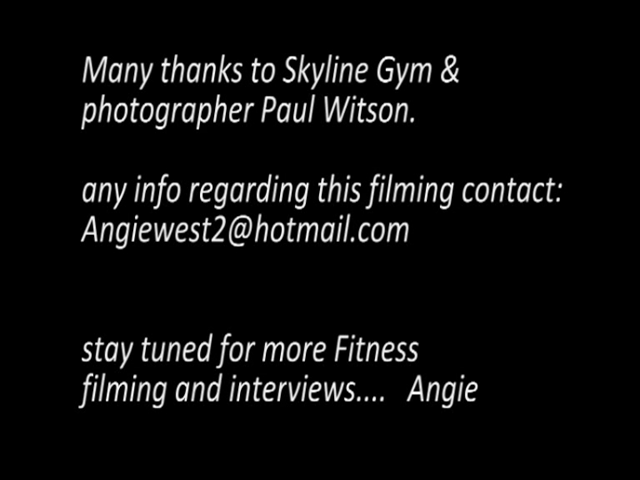 Many thanks to Skyline Gym &
photographer Paul Witson.
any info regarding this filming contact:
Angiewest2@hotmail.com
stay tuned for more Fitness
filming and interviews.... Angie